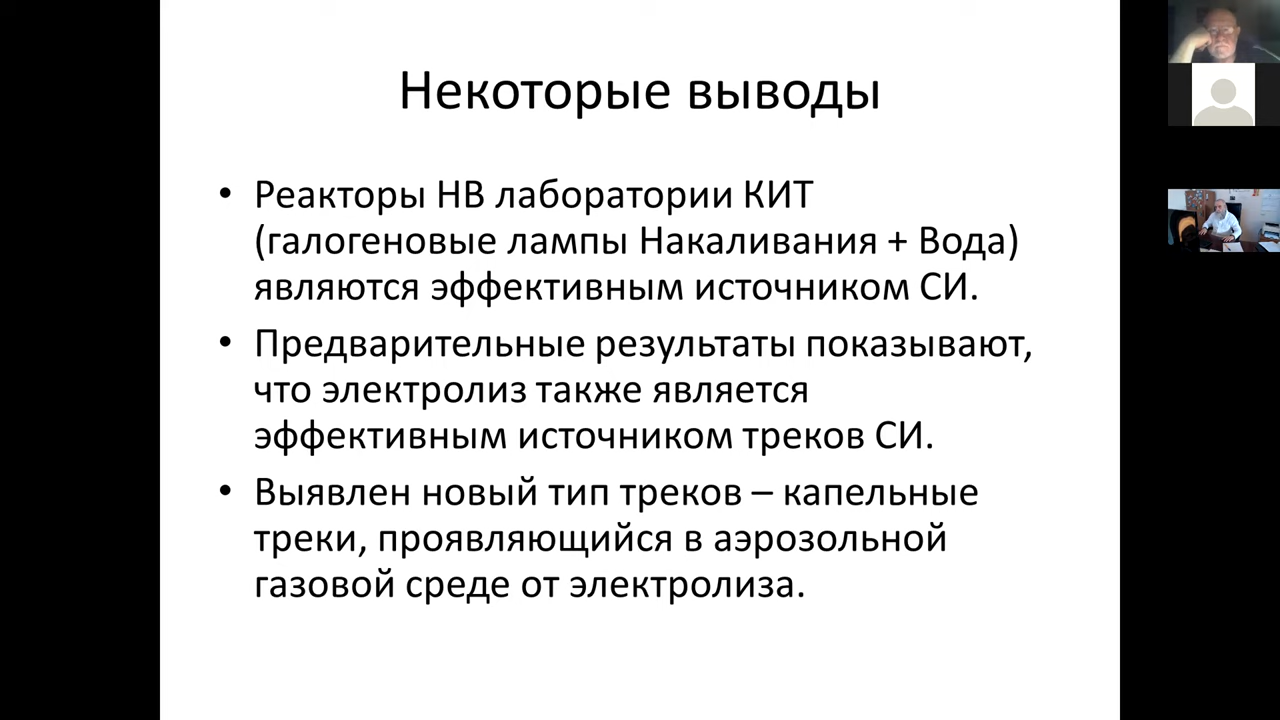 Некоторые выводы
• Реакторы НВ лаборатории КИТ
(галогеновые лампы Накаливания + Вода)
являются эффективным источником СИ.
• Предварительные результаты показывают,
что электролиз также является
эффективным источником треков СИ.
• Выявлен новый тип треков – капельные
треки, проявляющийся в аэрозольной
газовой среде от электролиза.